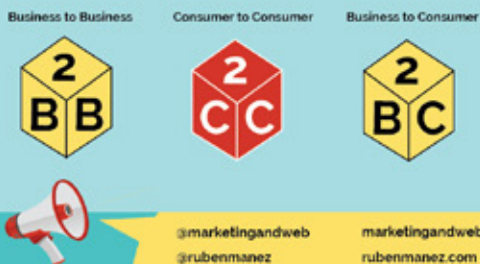 Business to Business
Consumer to Consumer
Business to Consumer
2
B B
2
C C
2
B C
@marketingandweb
marketingandweb
@rubenmanez
rubenmanez.com